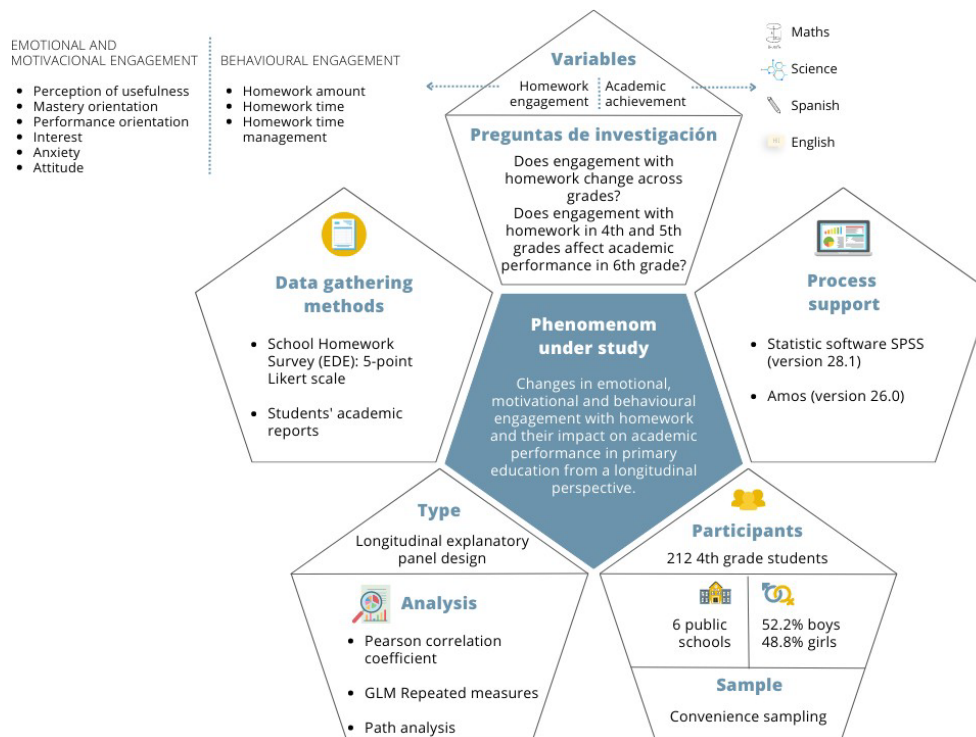 EMOTIONAL AND
MOTIVACIONAL ENGAGEMENT
Perception of usefulness
Mastery orientation
Performance orientation
Interest
Anxiety
Attitude
BEHAVIOURAL ENGAGEMENT
Homework amount
Homework time
Homework time
management
Variables
Homework
engagement
Academic
achievement
Maths
Science
Spanish
English
Preguntas de investigación
Does engagement with
homework change across
grades?
Does engagement with
homework in 4th and 5th
grades affect academic
performance in 6th grade?
Data gathering
methods
School Homework
Survey (EDE): 5-point
Likert scale
Students' academic
reports
Phenomenom
under study
Changes in emotional,
motivational and behavioural
engagement with homework
and their impact on academic
performance in primary
education from a longitudinal
perspective.
Process
support
Statistic software SPSS
(version 28.1)
Amos (version 26.0)
Type
Longitudinal explanatory
panel design
Analysis
Pearson correlation
coefficient
GLM Repeated measures
Path analysis
Participants
212 4th grade students
6 public
schools
52.2% boys
48.8% girls
Sample
Convenience sampling